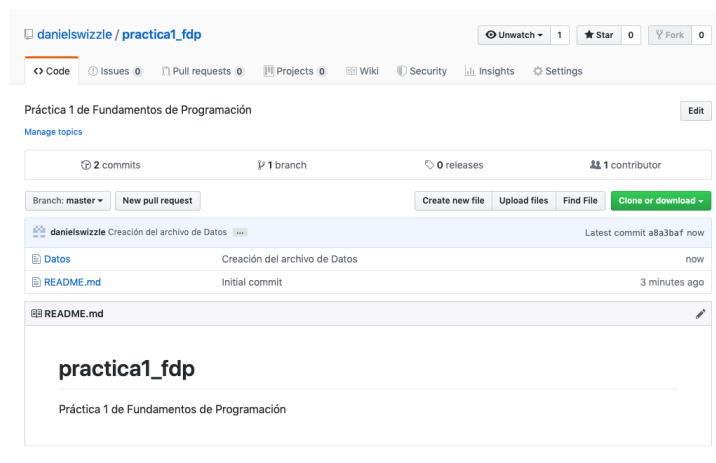 danielswizzle / practica1_fdp Unwatch 1 Star 0 Fork 0
Code Issues 0 Pull requests 0 Projects 0 Wiki Security Insights Settings
Práctica 1 de Fundamentos de Programación Edit
Manage topics
2 commits 1 branch 0 releases 1 contributor
Branch: master New pull request Create new file Upload files Find File Clone or download
danielswizzle Creación del archivo de Datos ... Latest commit a8a3baf now
Datos Creación del archivo de Datos now
README.md Initial commit 3 minutes ago
README.md
practica1_fdp
Práctica 1 de Fundamentos de Programación